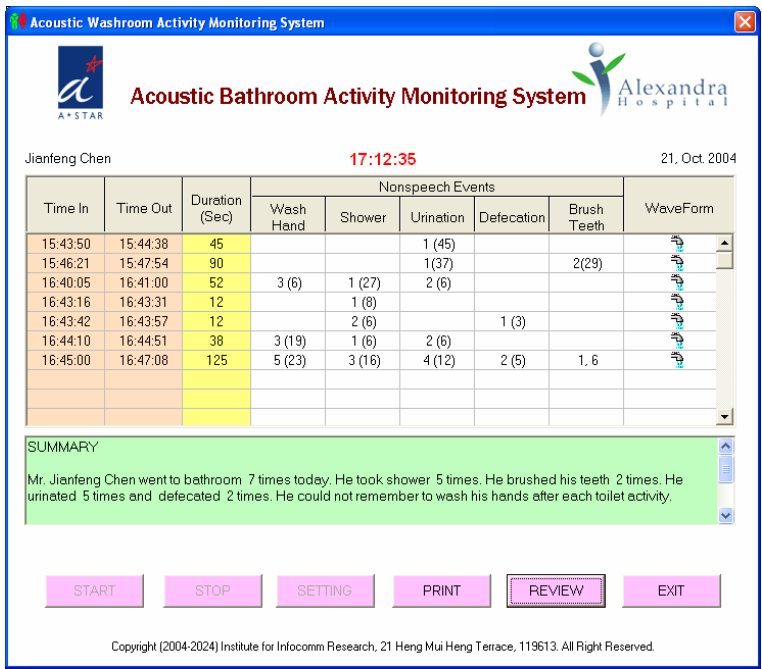 Acoustic Washroom Activity Monitoring System
a
A*STAR
Acoustic Bathroom Activity Monitoring System
Alexandra
Hospital
Jianfeng Chen 17:12:35 21, Oct. 2004
Nonspeech Events
Time In Time Out Duration (Sec) Wash Hand Shower Urination Defecation Brush Teeth WaveForm
15:43:50 15:44:38 45 1 (45)
15:46:21 15:47:54 90 1(37) 2(29)
16:40:05 16:41:00 52 3 (6) 1 (27) 2 (6)
16:43:16 16:43:31 12 1 (8)
16:43:42 16:43:57 12 2 (6) 1 (3)
16:44:10 16:44:51 38 3 (19) 1 (6) 2 (6)
16:45:00 16:47:08 125 5 (23) 3 (16) 4 (12) 2 (5) 1, 6
SUMMARY
Mr. Jianfeng Chen went to bathroom 7 times today. He took shower 5 times. He brushed his teeth 2 times. He
urinated 5 times and defecated 2 times. He could not remember to wash his hands after each toilet activity.
START STOP SETTING PRINT REVIEW EXIT
Copyright (2004-2024) Institute for Infocomm Research, 21 Heng Mui Heng Terrace, 119613. All Right Reserved.